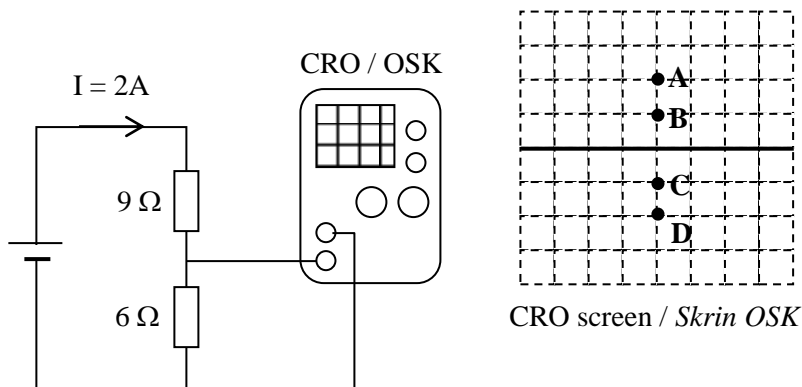 CRO / OSK
I = 2A
9 Ω
6 Ω
A
B
C
D
CRO screen / Skrin OSK